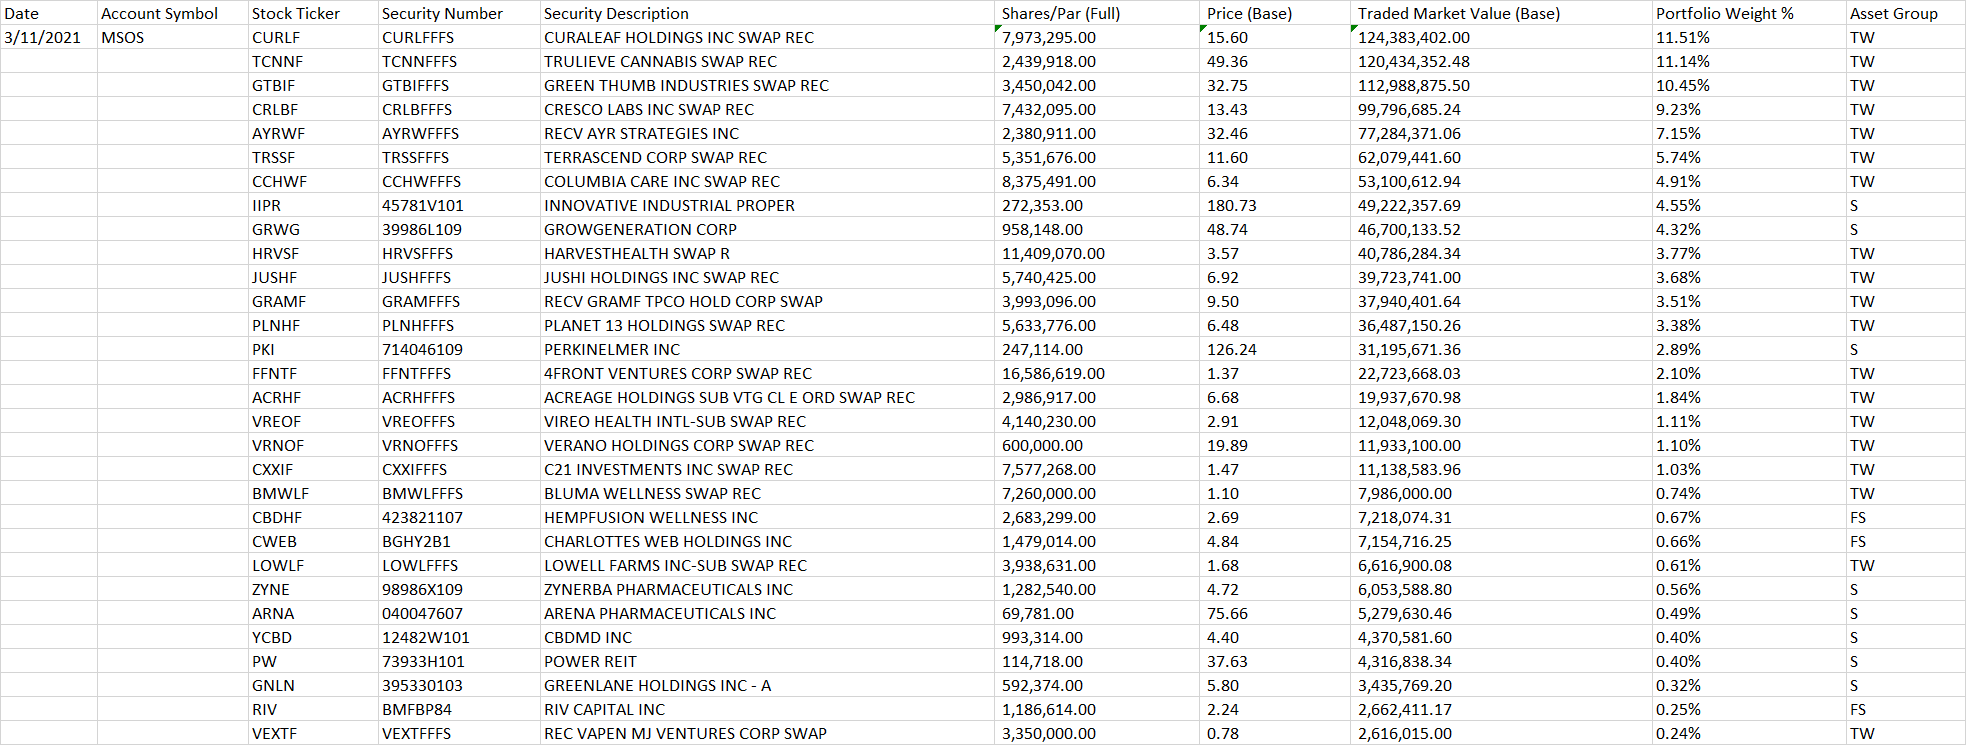 Date Account Symbol Stock Ticker Security Number Security Description Shares/Par (Full) Price (Base) Traded Market Value (Base) Portfolio Weight % Asset Group
3/11/2021 MSOS CURLF CURLFFFS CURALEAF HOLDINGS INC SWAP REC 7,973,295.00 15.60 124,383,402.00 11.51% TW
TCNNF TCNNFFFS TRULIEVE CANNABIS SWAP REC 2,439,918.00 49.36 120,434,352.48 11.14% TW
GTBIF GTBIFFFS GREEN THUMB INDUSTRIES SWAP REC 3,450,042.00 32.75 112,988,875.50 10.45% TW
CRLBF CRLBFFFS CRESCO LABS INC SWAP REC 7,432,095.00 13.43 99,796,685.24 9.23% TW
AYRWF AYRWFFFS RECV AYR STRATEGIES INC 2,380,911.00 32.46 77,284,371.06 7.15% TW
TRSSF TRSSFFFS TERRASCEND CORP SWAP REC 5,351,676.00 11.60 62,079,441.60 5.74% TW
CCHWF CCHWFFFS COLUMBIA CARE INC SWAP REC 8,375,491.00 6.34 53,100,612.94 4.91% TW
IIPR 45781V101 INNOVATIVE INDUSTRIAL PROPER 272,353.00 180.73 49,222,357.69 4.55% S
GRWG 39986L109 GROWGENERATION CORP 958,148.00 48.74 46,700,133.52 4.32% S
HRVSF HRVSFFFS HARVESTHEALTH SWAP R 11,409,070.00 3.57 40,786,284.34 3.77% TW
JUSHF JUSHFFFS JUSHI HOLDINGS INC SWAP REC 5,740,425.00 6.92 39,723,741.00 3.68% TW
GRAMF GRAMFFFS RECV GRAMF TPCO HOLD CORP SWAP 3,993,096.00 9.50 37,940,401.64 3.51% TW
PLNHF PLNHFFFS PLANET 13 HOLDINGS SWAP REC 5,633,776.00 6.48 36,487,150.26 3.38% TW
PKI 714046109 PERKINELMER INC 247,114.00 126.24 31,195,671.36 2.89% S
FFNTF FFNTFFFS 4FRONT VENTURES CORP SWAP REC 16,586,619.00 1.37 22,723,668.03 2.10% TW
ACRHF ACRHFFFS ACREAGE HOLDINGS SUB VTG CL E ORD SWAP REC 2,986,917.00 6.68 19,937,670.98 1.84% TW
VREOF VREOFFFS VIREO HEALTH INTL-SUB SWAP REC 4,140,230.00 2.91 12,048,069.30 1.11% TW
VRNOF VRNOFFFS VERANO HOLDINGS CORP SWAP REC 600,000.00 19.89 11,933,100.00 1.10% TW
CXXIF CXXIFFFS C21 INVESTMENTS INC SWAP REC 7,577,268.00 1.47 11,138,583.96 1.03% TW
BMWLF BMWLFFFS BLUMA WELLNESS SWAP REC 7,260,000.00 1.10 7,986,000.00 0.74% TW
CBDHF 423821107 HEMPFUSION WELLNESS INC 2,683,299.00 2.69 7,218,074.31 0.67% FS
CWEB BGHY2B1 CHARLOTTES WEB HOLDINGS INC 1,479,014.00 4.84 7,154,716.25 0.66% FS
LOWLF LOWLFFFS LOWELL FARMS INC-SUB SWAP REC 3,938,631.00 1.68 6,616,900.08 0.61% TW
ZYNE 98986X109 ZYNERBA PHARMACEUTICALS INC 1,282,540.00 4.72 6,053,588.80 0.56% S
ARNA 040047607 ARENA PHARMACEUTICALS INC 69,781.00 75.66 5,279,630.46 0.49% S
YCBD 12482W101 CBDMD INC 993,314.00 4.40 4,370,581.60 0.40% S
PW 73933H101 POWER REIT 114,718.00 37.63 4,316,838.34 0.40% S
GNLN 395330103 GREENLANE HOLDINGS INC - A 592,374.00 5.80 3,435,769.20 0.32% S
RIV BMFBP84 RIV CAPITAL INC 1,186,614.00 2.24 2,662,411.17 0.25% FS
VEXTF VEXTFFFS REC VAPEN MJ VENTURES CORP SWAP 3,350,000.00 0.78 2,616,015.00 0.24% TW